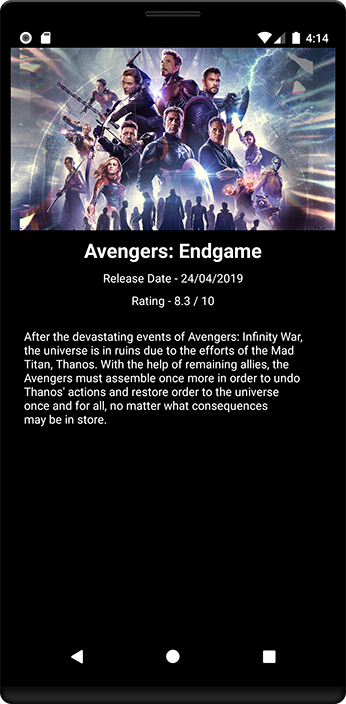 4:14
Avengers: Endgame
Release Date - 24/04/2019
Rating - 8.3 / 10
After the devastating events of Avengers: Infinity War,
the universe is in ruins due to the efforts of the Mad
Titan, Thanos. With the help of remaining allies, the
Avengers must assemble once more in order to undo
Thanos' actions and restore order to the universe
once and for all, no matter what consequences
may be in store.